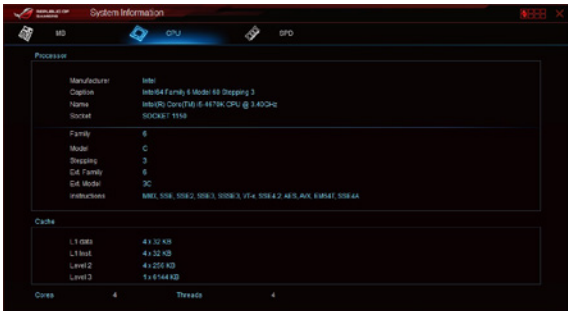 REPUBLIC OF GAMERS System Information
MB CPU SPD
Processor
Manufacturer Intel
Caption Intel64 Family 6 Model 60 Stepping 3
Name Intel(R) Core(TM) i5-4670K CPU @ 3.40GHz
Socket SOCKET 1150
Family 6
Model C
Stepping 3
Ext. Family 6
Ext. Model 3C
Instructions MMX, SSE, SSE2, SSE3, SSSE3, VT-x, SSE4.2, AES, AVX, EM64T, SSE4A
Cache
L1 data 4 x 32 KB
L1 Inst. 4 x 32 KB
Level 2 4 x 256 KB
Level 3 1 x 6144 KB
Cores 4 Threads 4